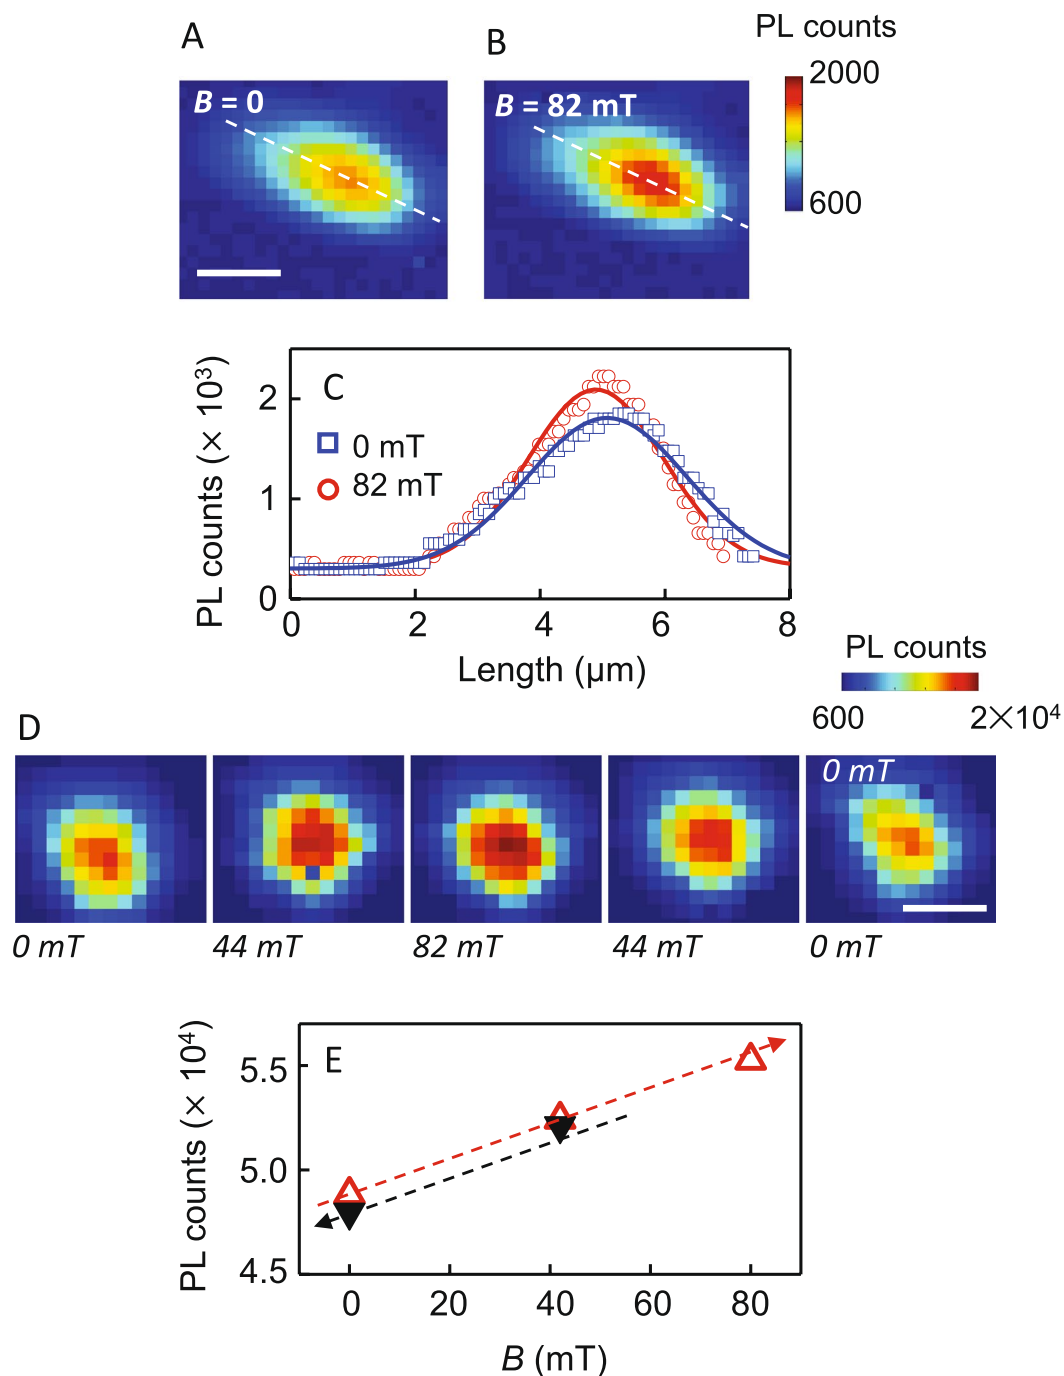 A
B
PL counts
B = 0
B = 82 mT
2000
600
C
0 mT
82 mT
PL counts (× 10³)
2
1
0
0 2 4 6 8
Length (µm)
PL counts
600 2×10⁴
D
0 mT
0 mT 44 mT 82 mT 44 mT 0 mT
E
PL counts (× 10⁴)
5.5
5.0
4.5
0 20 40 60 80
B (mT)